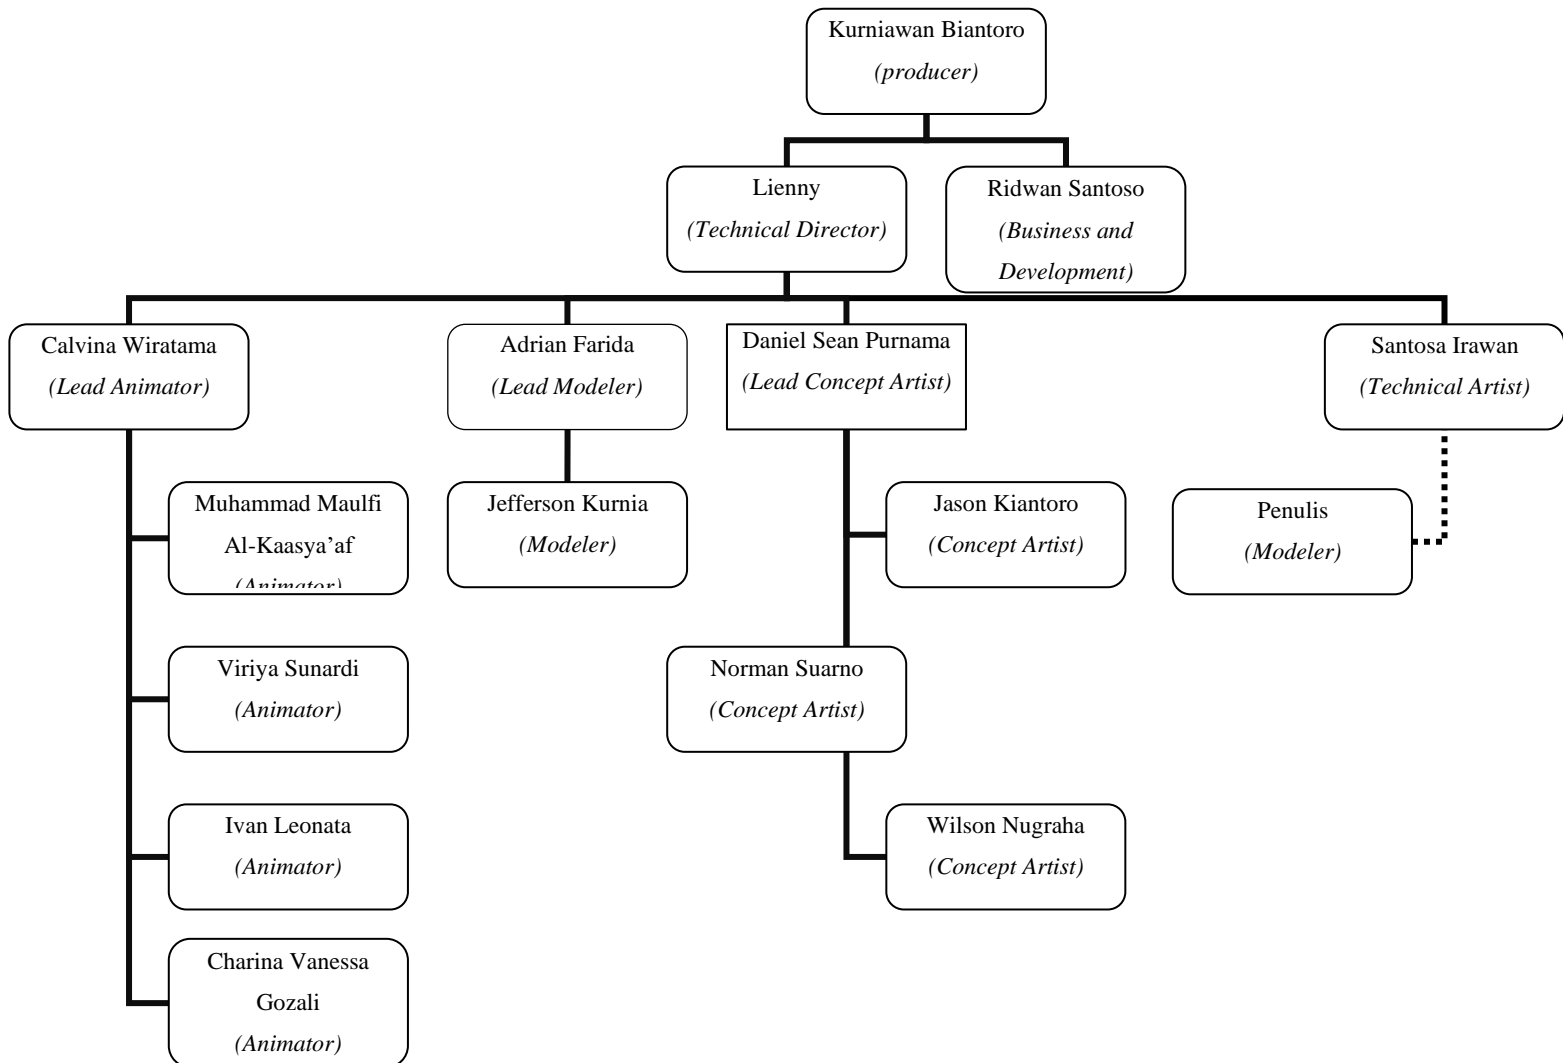 Kurniawan Biantoro
(producer)
Lienny
(Technical Director)
Ridwan Santoso
(Business and
Development)
Calvina Wiratama
(Lead Animator)
Adrian Farida
(Lead Modeler)
Daniel Sean Purnama
(Lead Concept Artist)
Santosa Irawan
(Technical Artist)
Muhammad Maulfi
Al-Kaasya’af
(Animator)
Jefferson Kurnia
(Modeler)
Jason Kiantoro
(Concept Artist)
Penulis
(Modeler)
Viriya Sunardi
(Animator)
Norman Suarno
(Concept Artist)
Ivan Leonata
(Animator)
Wilson Nugraha
(Concept Artist)
Charina Vanessa
Gozali
(Animator)